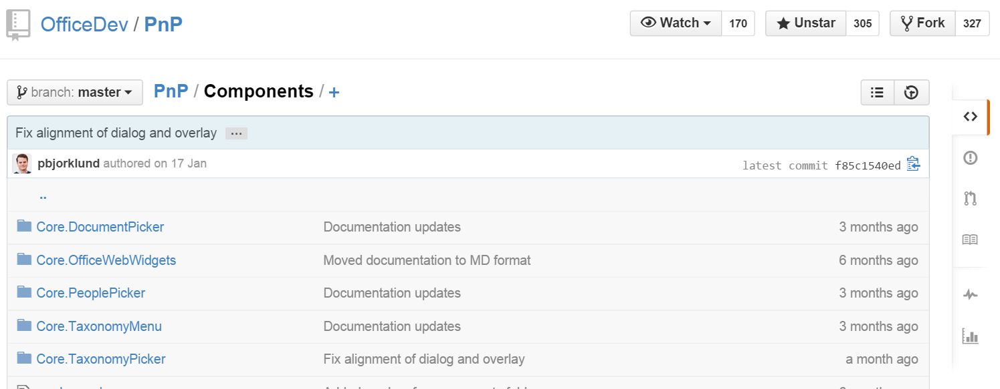 OfficeDev / PnP
Watch 170 Unstar 305 Fork 327
branch: master PnP / Components / +
Fix alignment of dialog and overlay ...
pbjorklund authored on 17 Jan latest commit f85c1540ed
..
Core.DocumentPicker Documentation updates 3 months ago
Core.OfficeWebWidgets Moved documentation to MD format 6 months ago
Core.PeoplePicker Documentation updates 3 months ago
Core.TaxonomyMenu Documentation updates 3 months ago
Core.TaxonomyPicker Fix alignment of dialog and overlay a month ago